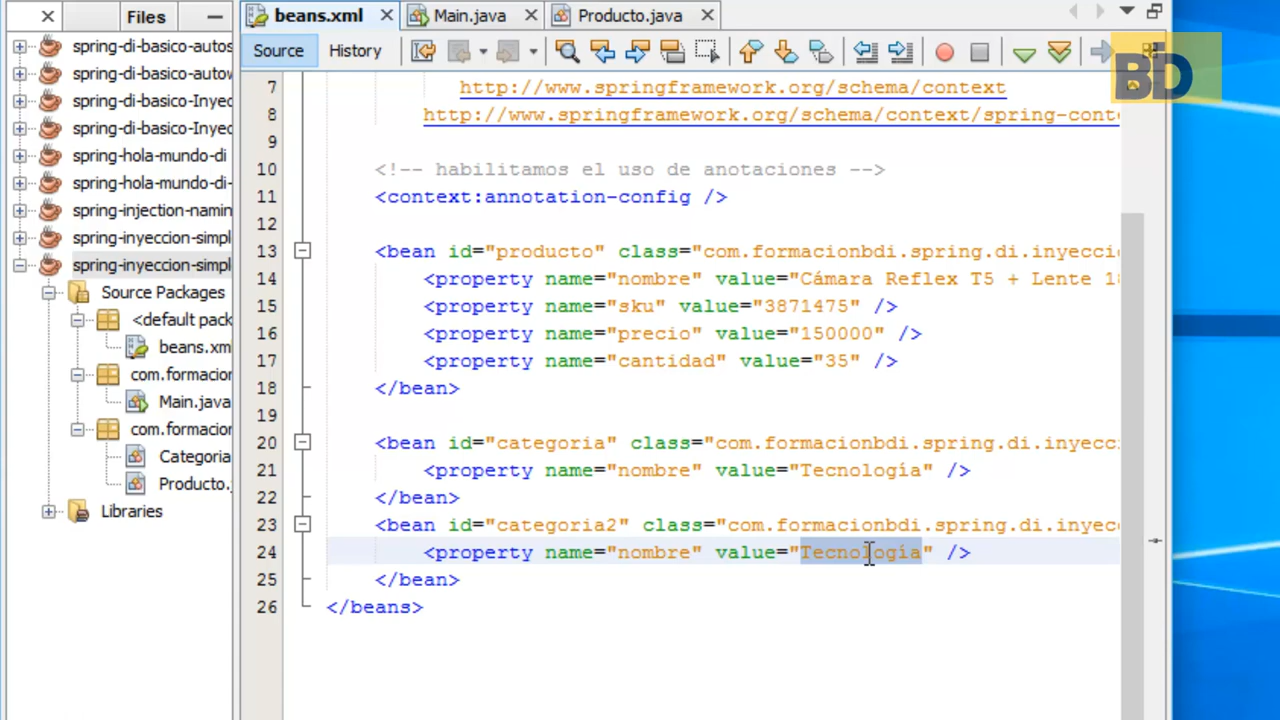 Files
beans.xml
Main.java
Producto.java
Source
History
spring-di-basico-autos
spring-di-basico-autow
spring-di-basico-Inyec
spring-di-basico-Inyec
spring-hola-mundo-di
spring-hola-mundo-di-
spring-injection-namin
spring-inyeccion-simpl
spring-inyeccion-simpl
Source Packages
<default pack
beans.xml
com.formacion
Main.java
com.formacion
Categoria
Producto.j
Libraries
BD
7 http://www.springframework.org/schema/context
8 http://www.springframework.org/schema/context/spring-conte
9
10 <!-- habilitamos el uso de anotaciones -->
11 <context:annotation-config />
12
13 <bean id="producto" class="com.formacionbdi.spring.di.inyecci
14 <property name="nombre" value="Cámara Reflex T5 + Lente 18
15 <property name="sku" value="3871475" />
16 <property name="precio" value="150000" />
17 <property name="cantidad" value="35" />
18 </bean>
19
20 <bean id="categoria" class="com.formacionbdi.spring.di.inyecci
21 <property name="nombre" value="Tecnología" />
22 </bean>
23 <bean id="categoria2" class="com.formacionbdi.spring.di.inyec
24 <property name="nombre" value="Tecnología" />
25 </bean>
26 </beans>